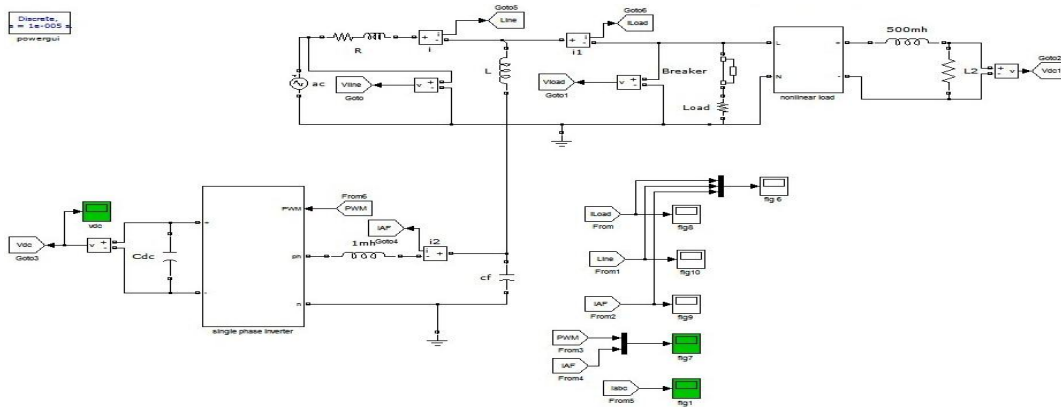 Discrete,
s = 1e-005 s.
powergui
R
i
Line
Goto5
ILoad
Goto6
i1
ac
Vline
Goto
v
L
Vload
Goto1
v
Breaker
Load
L
N
nonlinear load
500mh
L2
v
Goto2
Vdc1
vdc
Vdc
Goto3
v
Cdc
PWM
ph
n
single phase inverter
From6
PWM
IAF
Goto4
1mh
i2
cf
fig 6
ILoad
From
fig8
Line
From1
fig10
IAF
From2
fig9
PWM
From3
IAF
From4
fig7
Iabc
From5
fig1